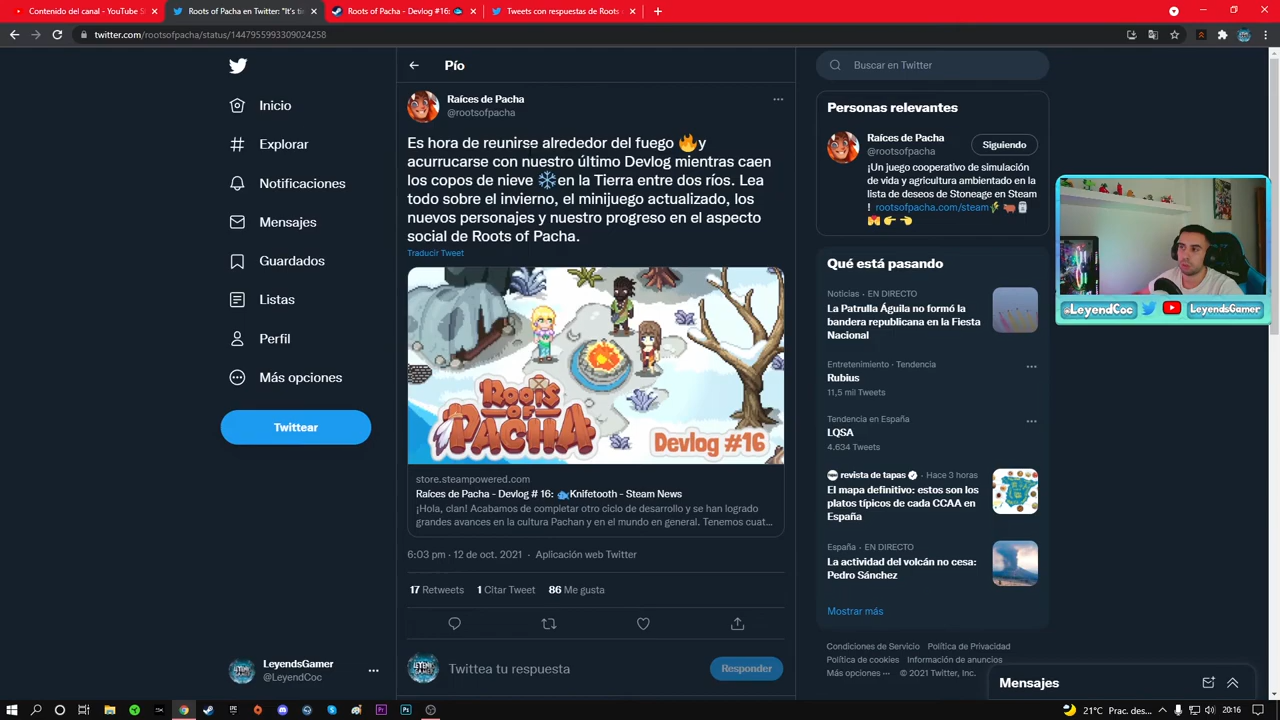 Contenido del canal - YouTube S
Roots of Pacha en Twitter: "It's tie
Roots of Pacha - Devlog #16:
Tweets con respuestas de Roots
twitter.com/rootsofpacha/status/1447955993309024258
Inicio
Explorar
Notificaciones
Mensajes
Guardados
Listas
Perfil
Más opciones
Twittear
LeyendsGamer
@LeyendCoc
Pío
Raíces de Pacha
@rootsofpacha
Es hora de reunirse alrededor del fuego 🔥y
acurrucarse con nuestro último Devlog mientras caen
los copos de nieve ❄️en la Tierra entre dos ríos. Lea
todo sobre el invierno, el minijuego actualizado, los
nuevos personajes y nuestro progreso en el aspecto
social de Roots of Pacha.
Traducir Tweet
ROOTS
OF
PACHA
Devlog #16
store.steampowered.com
Raíces de Pacha - Devlog # 16: 🐟Knifetooth - Steam News
¡Hola, clan! Acabamos de completar otro ciclo de desarrollo y se han logrado
grandes avances en la cultura Pachan y en el mundo en general. Tenemos cuat...
6:03 pm · 12 de oct. 2021 · Aplicación web Twitter
17 Retweets 1 Citar Tweet 86 Me gusta
Twittea tu respuesta
Responder
Buscar en Twitter
Personas relevantes
Raíces de Pacha
@rootsofpacha
Siguiendo
¡Un juego cooperativo de simulación
de vida y agricultura ambientado en la
lista de deseos de Stoneage en Steam
! rootsofpacha.com/steam
Qué está pasando
Noticias · EN DIRECTO
La Patrulla Águila no formó la
bandera republicana en la Fiesta
Nacional
Entretenimiento · Tendencia
Rubius
11,5 mil Tweets
Tendencia en España
LQSA
4.634 Tweets
revista de tapas · Hace 3 horas
El mapa definitivo: estos son los
platos típicos de cada CCAA en
España
España · EN DIRECTO
La actividad del volcán no cesa:
Pedro Sánchez
Mostrar más
Condiciones de Servicio Política de Privacidad
Política de cookies Información de anuncios
Más opciones ··· © 2021 Twitter, Inc.
Mensajes
@LeyendCoc
LeyendsGamer
21°C Prac. des...
20:16